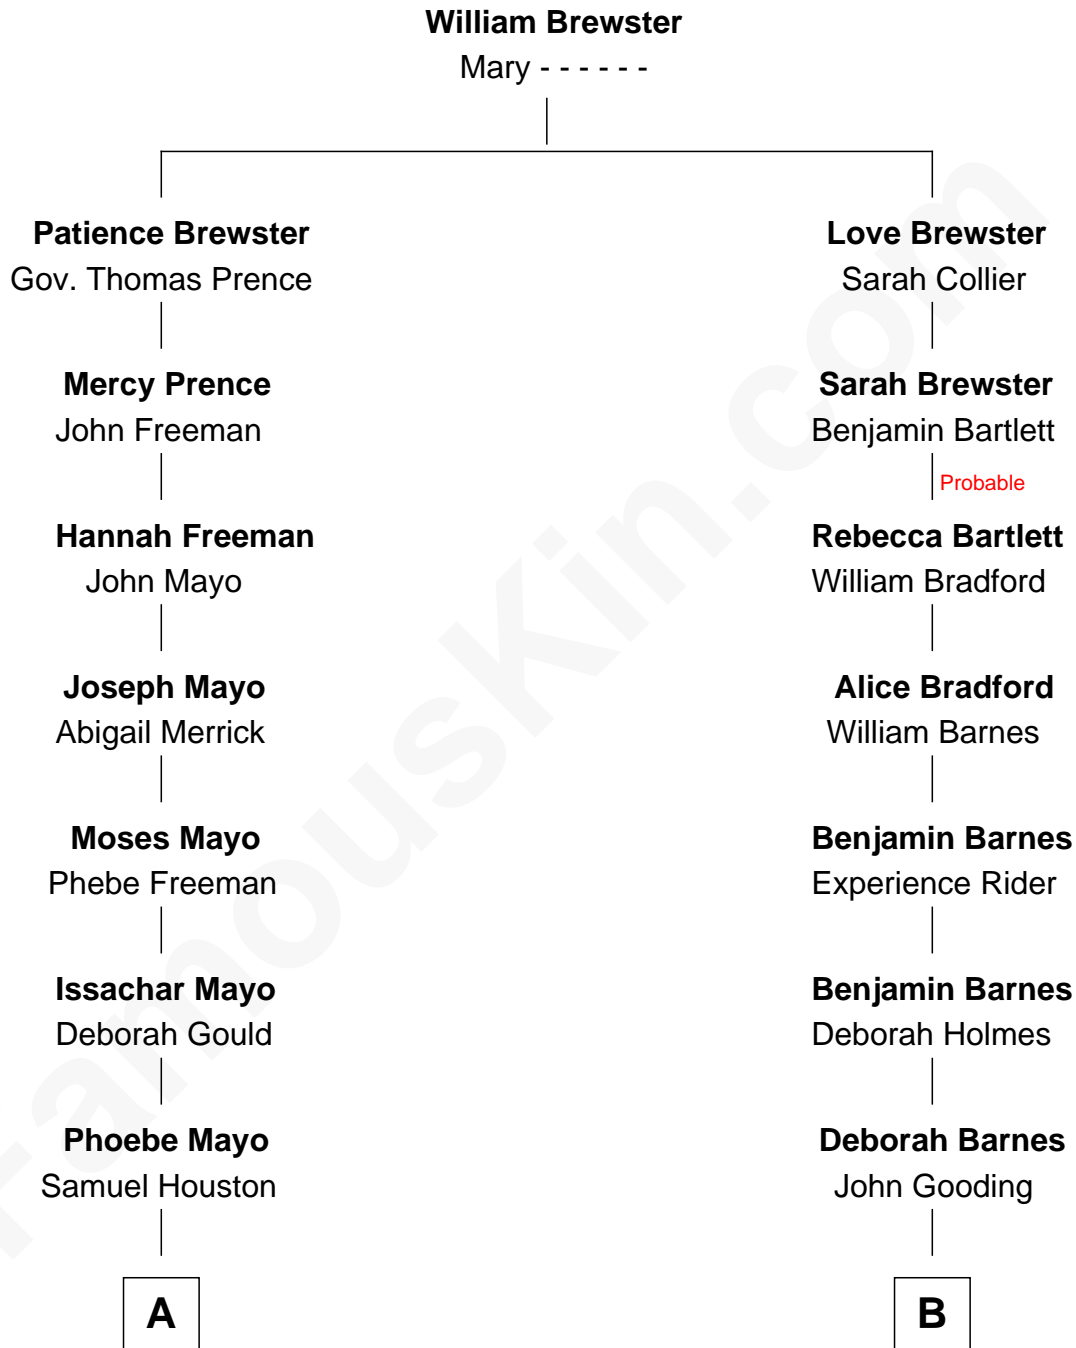 William Brewster
Mary - - - - - -
Patience Brewster
Gov. Thomas Prence
Love Brewster
Sarah Collier
Mercy Prence
John Freeman
Sarah Brewster
Benjamin Bartlett
Probable
Hannah Freeman
John Mayo
Rebecca Bartlett
William Bradford
Joseph Mayo
Abigail Merrick
Alice Bradford
William Barnes
Moses Mayo
Phebe Freeman
Benjamin Barnes
Experience Rider
Issachar Mayo
Deborah Gould
Benjamin Barnes
Deborah Holmes
Phoebe Mayo
Samuel Houston
Deborah Barnes
John Gooding
A
B
FamousKin.com